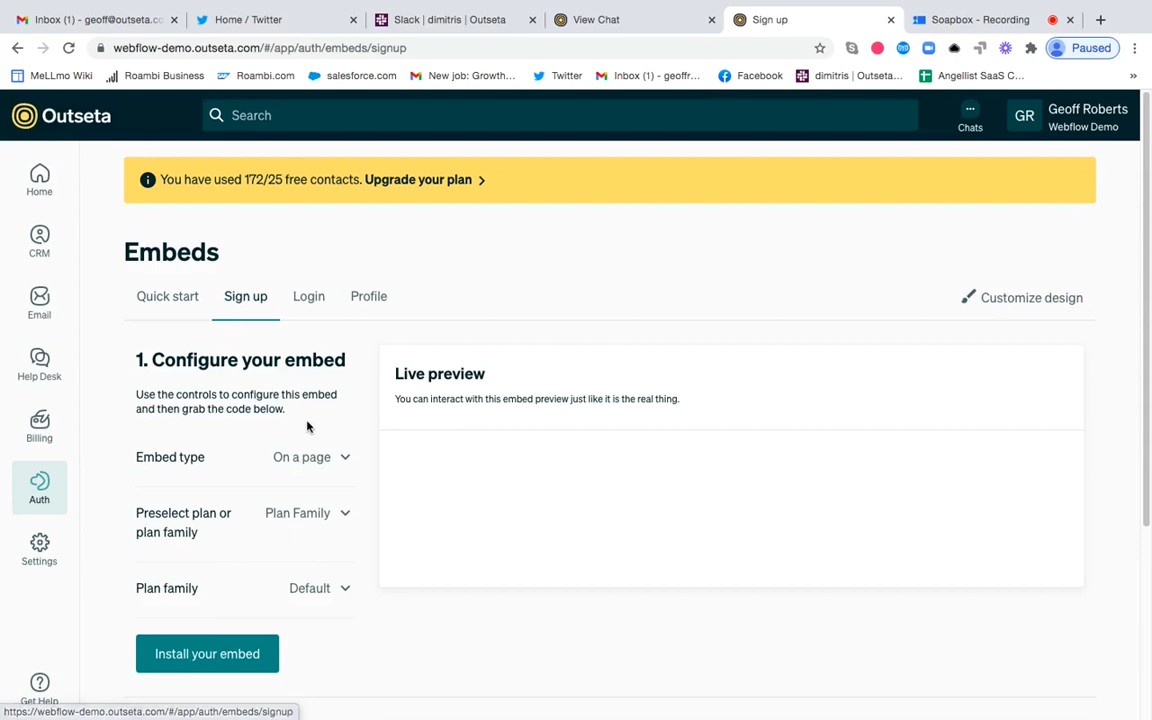 Inbox (1) - geoff@outseta.co
Home / Twitter
Slack | dimitris | Outseta
View Chat
Sign up
Soapbox - Recording
webflow-demo.outseta.com/#/app/auth/embeds/signup
Paused
MeLLmo Wiki
Roambi Business
Roambi.com
salesforce.com
New job: Growth...
Twitter
Inbox (1) - geoffr...
Facebook
dimitris | Outseta...
Angellist SaaS C...
Outseta
Search
Chats
GR
Geoff Roberts
Webflow Demo
You have used 172/25 free contacts. Upgrade your plan
Home
CRM
Email
Help Desk
Billing
Auth
Settings
Get Help
Embeds
Quick start
Sign up
Login
Profile
Customize design
1. Configure your embed
Use the controls to configure this embed
and then grab the code below.
Embed type
On a page
Preselect plan or
plan family
Plan Family
Plan family
Default
Install your embed
Live preview
You can interact with this embed preview just like it is the real thing.
https://webflow-demo.outseta.com/#/app/auth/embeds/signup